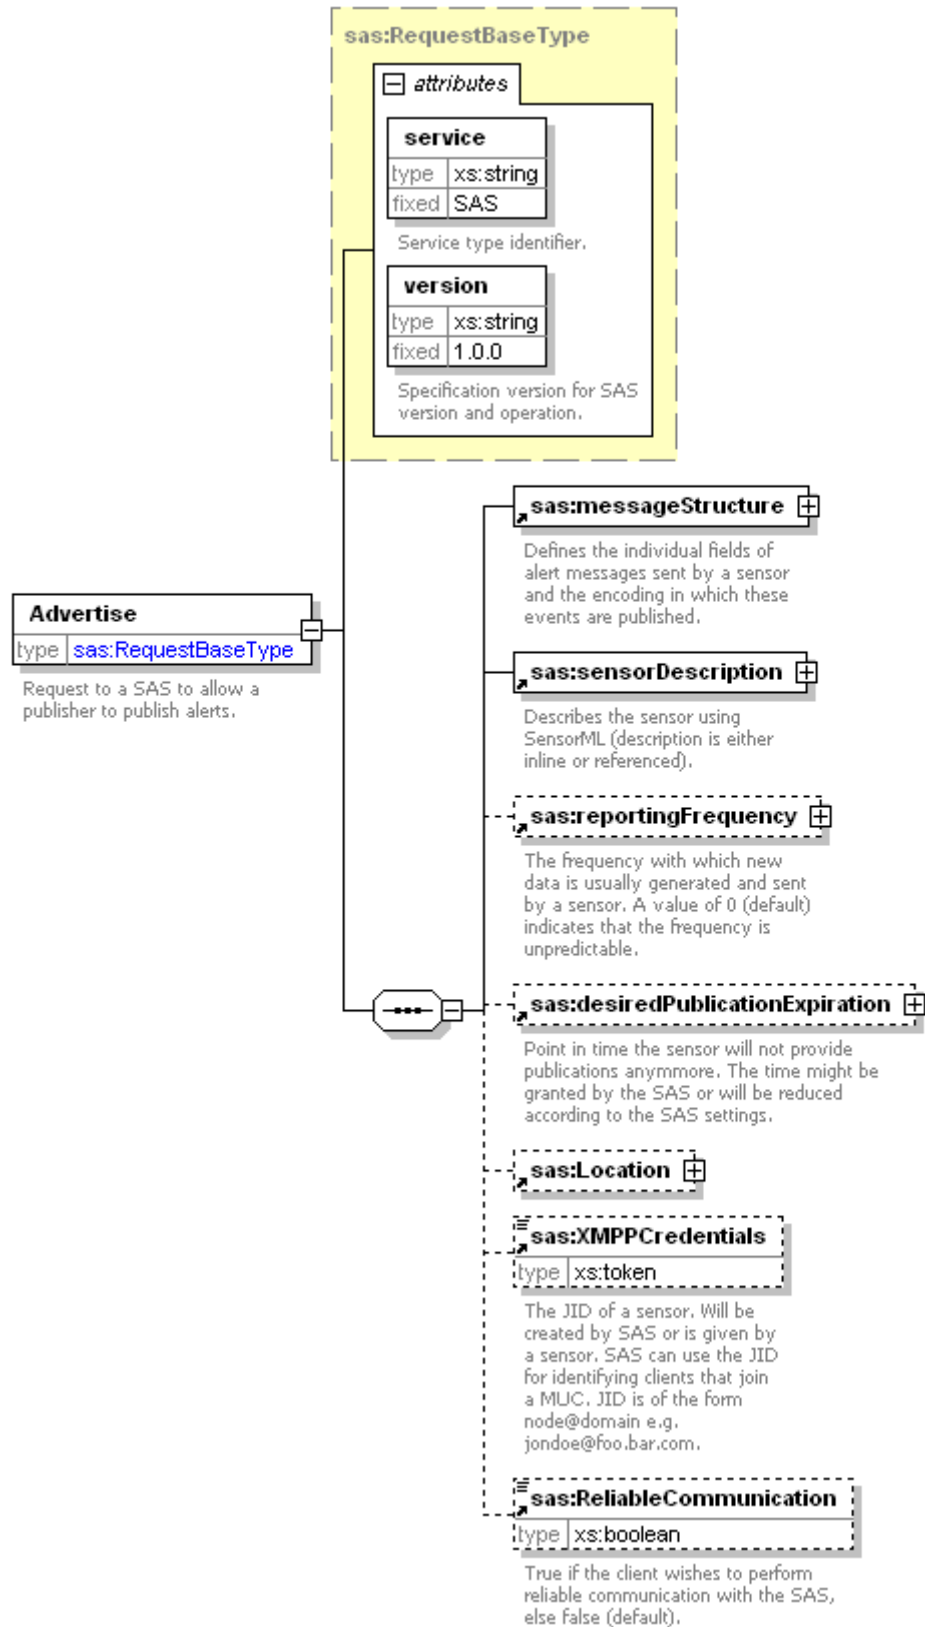 sas:RequestBaseType
attributes
service
type xs:string
fixed SAS
Service type identifier.
version
type xs:string
fixed 1.0.0
Specification version for SAS
version and operation.
Advertise
type sas:RequestBaseType
Request to a SAS to allow a
publisher to publish alerts.
sas:messageStructure
Defines the individual fields of
alert messages sent by a sensor
and the encoding in which these
events are published.
sas:sensorDescription
Describes the sensor using
SensorML (description is either
inline or referenced).
sas:reportingFrequency
The frequency with which new
data is usually generated and sent
by a sensor. A value of 0 (default)
indicates that the frequency is
unpredictable.
sas:desiredPublicationExpiration
Point in time the sensor will not provide
publications anymmore. The time might be
granted by the SAS or will be reduced
according to the SAS settings.
sas:Location
sas:XMPPCredentials
type xs:token
The JID of a sensor. Will be
created by SAS or is given by
a sensor. SAS can use the JID
for identifying clients that join
a MUC. JID is of the form
node@domain e.g.
jondoe@foo.bar.com.
sas:ReliableCommunication
type xs:boolean
True if the client wishes to perform
reliable communication with the SAS,
else false (default).